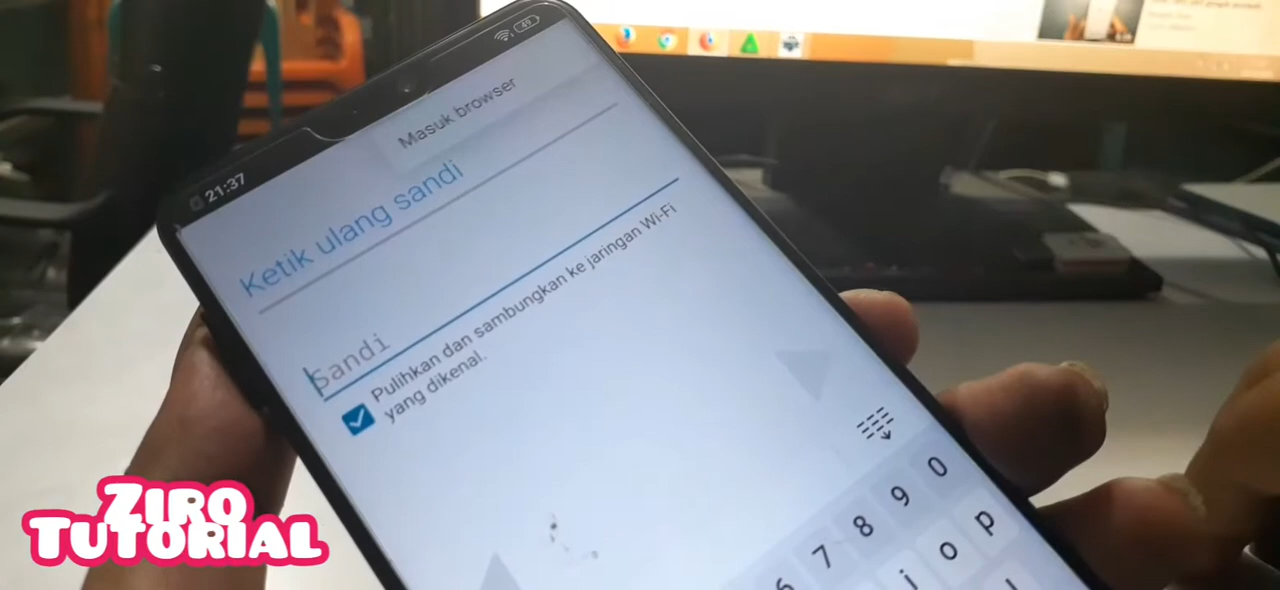 49
21:37
Masuk browser
Ketik ulang sandi
Sandi
Pulihkan dan sambungkan ke jaringan Wi-Fi
yang dikenal.
7 8 9 0
o p
ZIRO
TUTORIAL